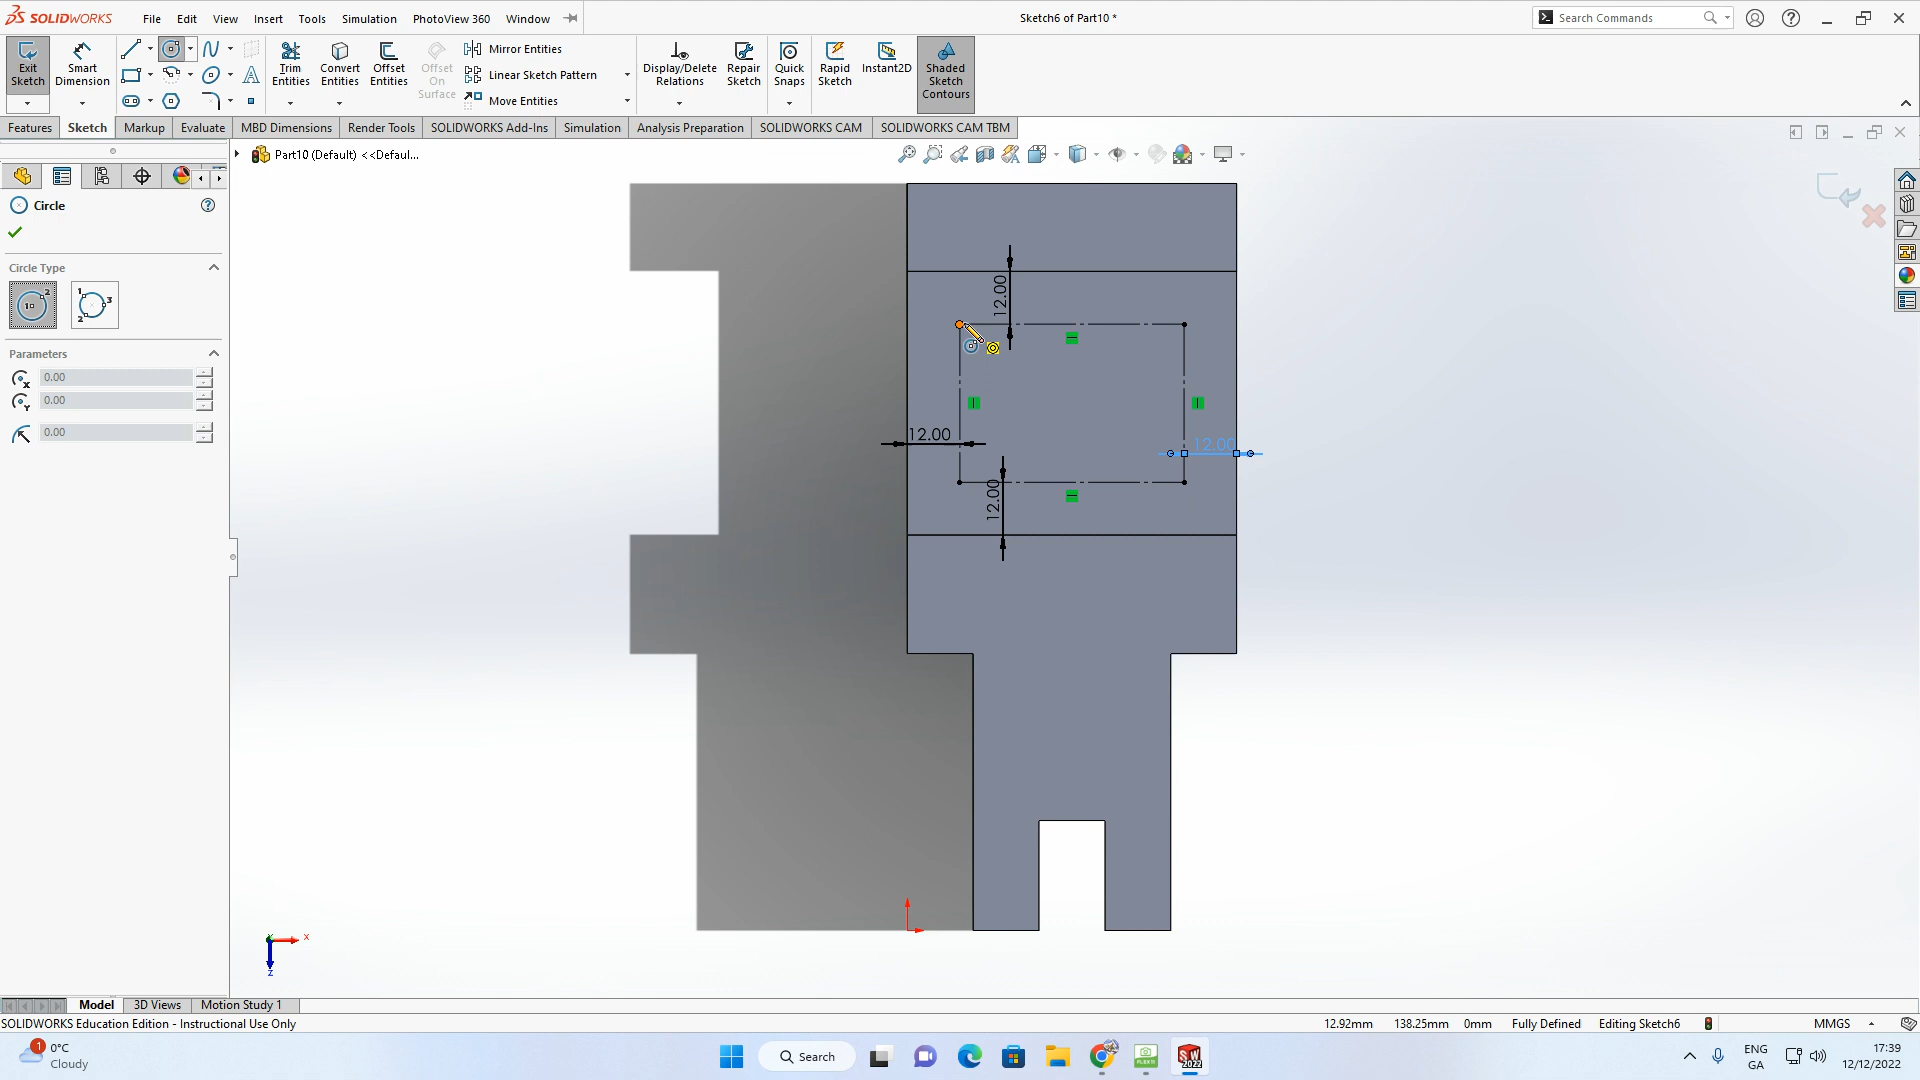 SOLIDWORKS File Edit View Insert Tools Simulation PhotoView 360 Window Sketch6 of Part10 * Search Commands
Exit Sketch
Smart Dimension
Trim Entities
Convert Entities
Offset Entities
Offset On Surface
Mirror Entities
Linear Sketch Pattern
Move Entities
Display/Delete Relations
Repair Sketch
Quick Snaps
Rapid Sketch
Instant2D
Shaded Sketch Contours
Features Sketch Markup Evaluate MBD Dimensions Render Tools SOLIDWORKS Add-Ins Simulation Analysis Preparation SOLIDWORKS CAM SOLIDWORKS CAM TBM
Part10 (Default) <<Defaul...
Circle
Circle Type
Parameters
0.00
0.00
0.00
12.00
12.00
12.00
12.00
X
Z
Model 3D Views Motion Study 1
SOLIDWORKS Education Edition - Instructional Use Only 12.92mm 138.25mm 0mm Fully Defined Editing Sketch6 MMGS
1
0°C
Cloudy
Search
ENG
GA
17:39
12/12/2022